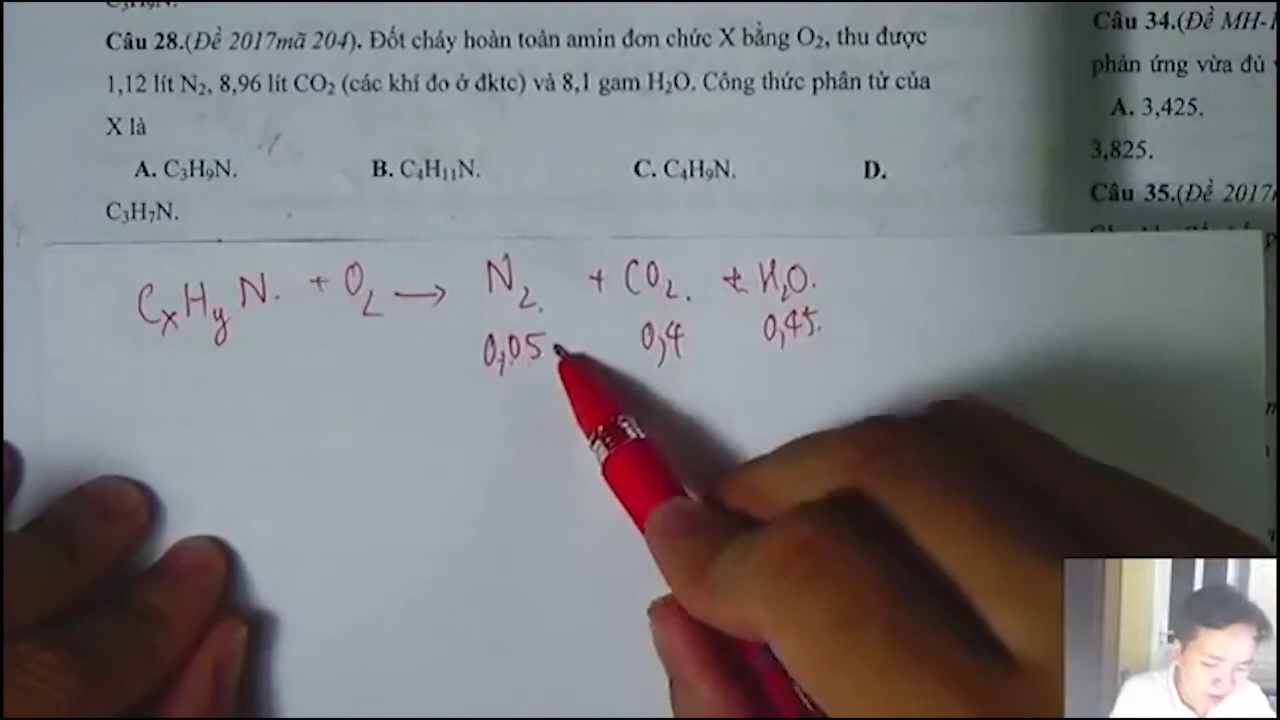 C₃H₉N.
Câu 28.(Đề 2017mã 204). Đốt cháy hoàn toàn amin đơn chức X bằng O₂, thu được
1,12 lít N₂, 8,96 lít CO₂ (các khí đo ở đktc) và 8,1 gam H₂O. Công thức phân tử của
X là
A. C₃H₉N. B. C₄H₁₁N. C. C₄H₉N. D.
C₃H₇N.
Câu 34.(Đề MH-
phản ứng vừa đủ
A. 3,425.
3,825.
Câu 35.(Đề 2017
CₓHᵧN. + O₂ → N₂. + CO₂. + H₂O.
0,05 0,4 0,45.